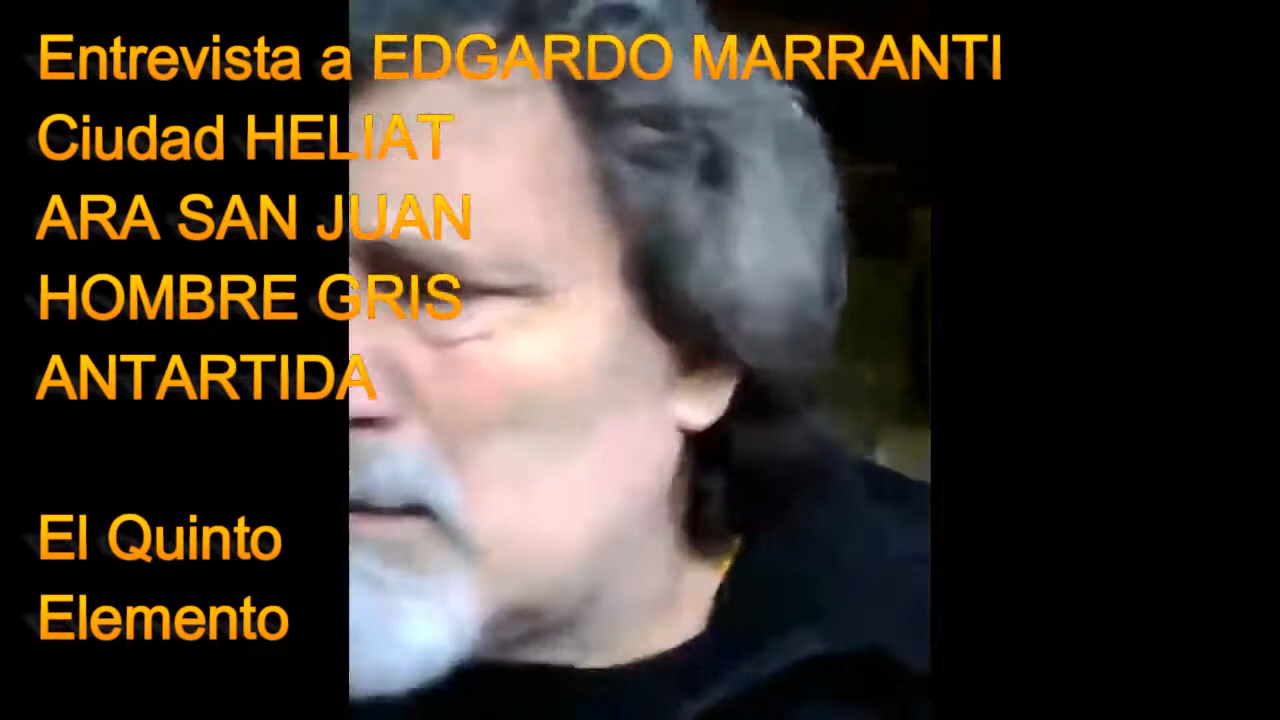 Entrevista a EDGARDO MARRANTI
Ciudad HELIAT
ARA SAN JUAN
HOMBRE GRIS
ANTARTIDA
El Quinto
Elemento